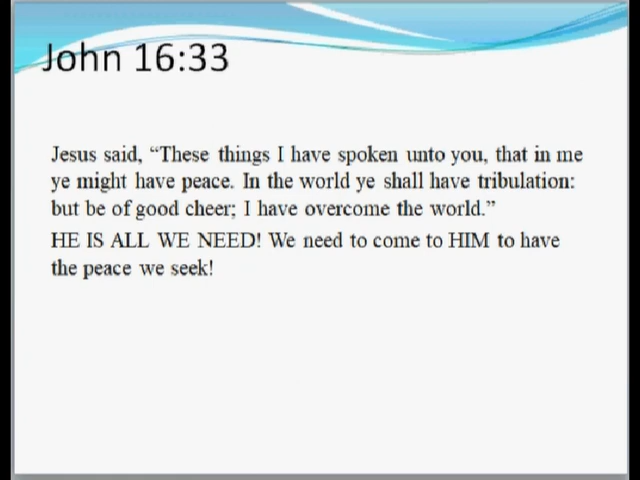 John 16:33
Jesus said, “These things I have spoken unto you, that in me
ye might have peace. In the world ye shall have tribulation:
but be of good cheer; I have overcome the world.”
HE IS ALL WE NEED! We need to come to HIM to have
the peace we seek!